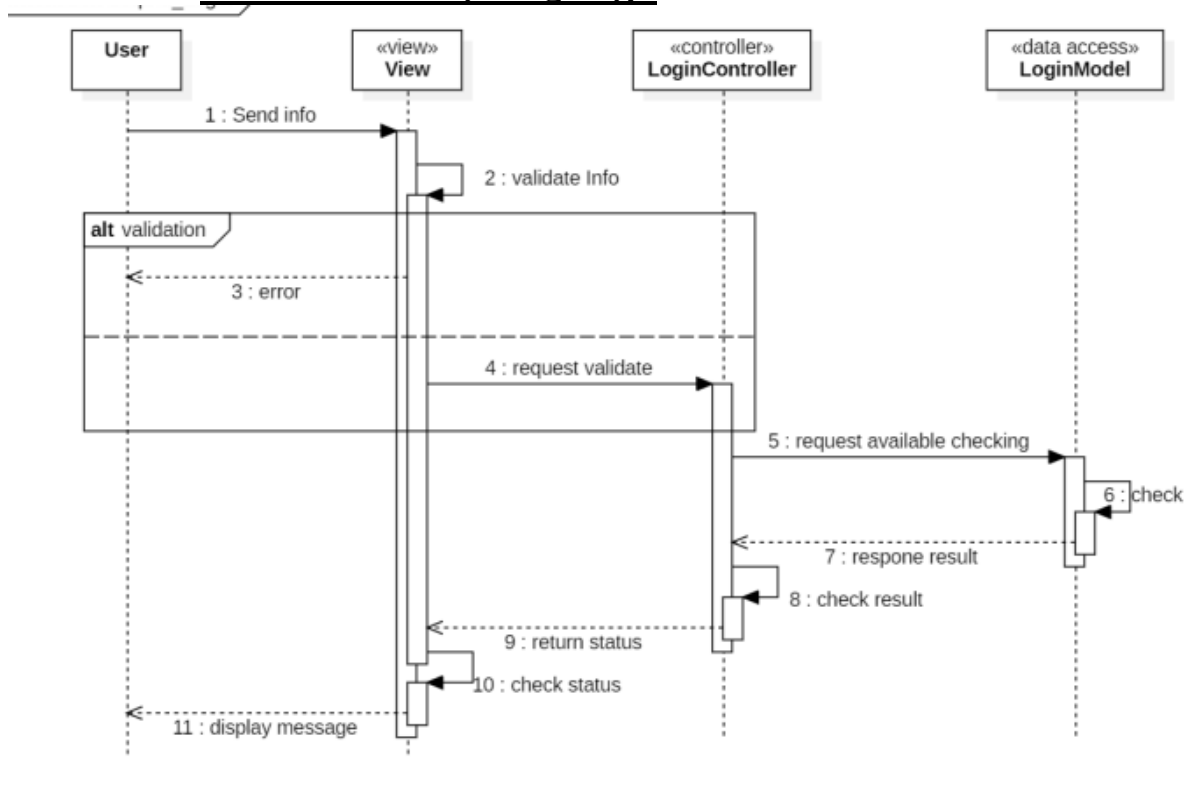 User
«view»
View
«controller»
LoginController
«data access»
LoginModel
1 : Send info
2 : validate Info
alt validation
3 : error
4 : request validate
5 : request available checking
6 : check
7 : respone result
8 : check result
9 : return status
10 : check status
11 : display message